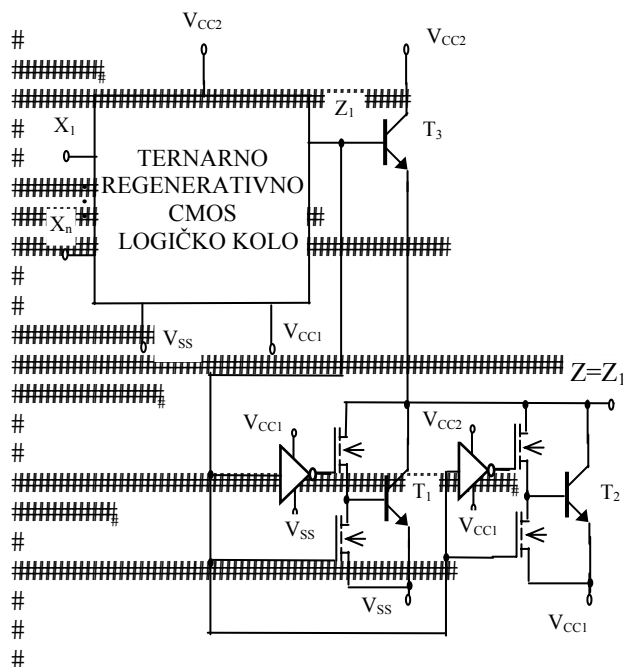 VCC2
VCC2
Z1
X1
T3
TERNARNO
REGENERATIVNO
CMOS
LOGIČKO KOLO
Xn
VSS
VCC1
Z=Z1
VCC1
VCC2
T1
T2
VSS
VCC1
VSS
VCC1